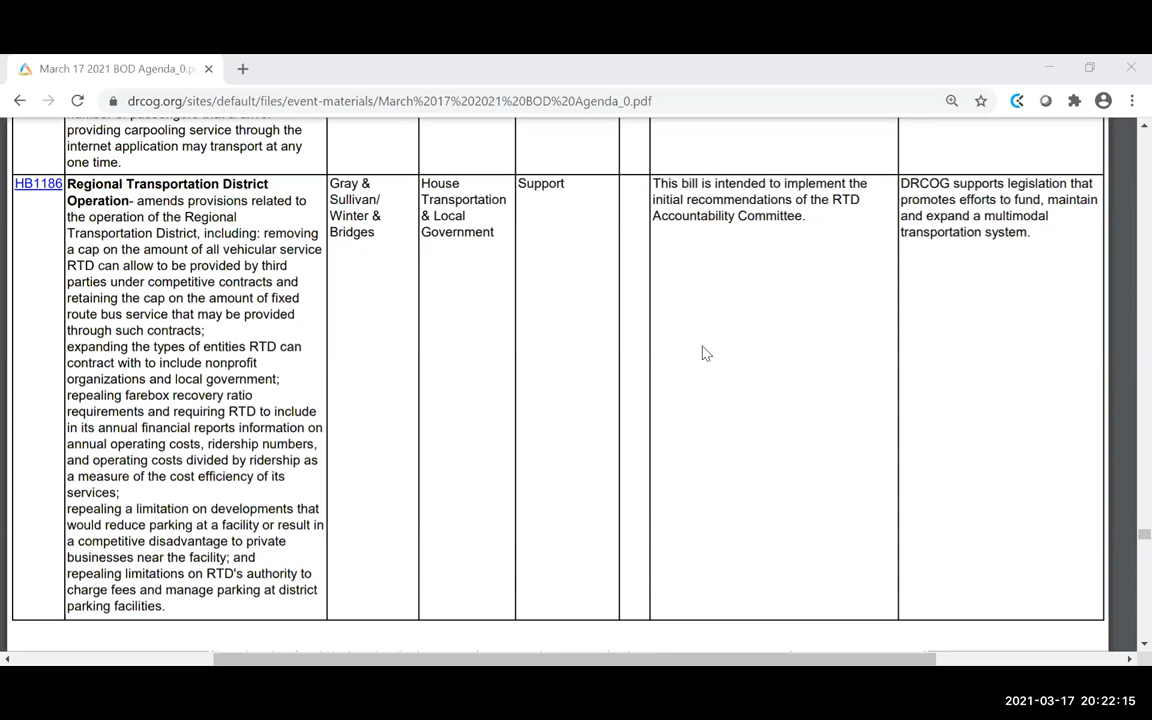 March 17 2021 BOD Agenda_0.p
drcog.org/sites/default/files/event-materials/March%2017%202021%20BOD%20Agenda_0.pdf
providing carpooling service through the
internet application may transport at any
one time.
HB1186
Regional Transportation District
Operation- amends provisions related to
the operation of the Regional
Transportation District, including: removing
a cap on the amount of all vehicular service
RTD can allow to be provided by third
parties under competitive contracts and
retaining the cap on the amount of fixed
route bus service that may be provided
through such contracts;
expanding the types of entities RTD can
contract with to include nonprofit
organizations and local government;
repealing farebox recovery ratio
requirements and requiring RTD to include
in its annual financial reports information on
annual operating costs, ridership numbers,
and operating costs divided by ridership as
a measure of the cost efficiency of its
services;
repealing a limitation on developments that
would reduce parking at a facility or result in
a competitive disadvantage to private
businesses near the facility; and
repealing limitations on RTD's authority to
charge fees and manage parking at district
parking facilities.
Gray &
Sullivan/
Winter &
Bridges
House
Transportation
& Local
Government
Support
This bill is intended to implement the
initial recommendations of the RTD
Accountability Committee.
DRCOG supports legislation that
promotes efforts to fund, maintain
and expand a multimodal
transportation system.
2021-03-17 20:22:15